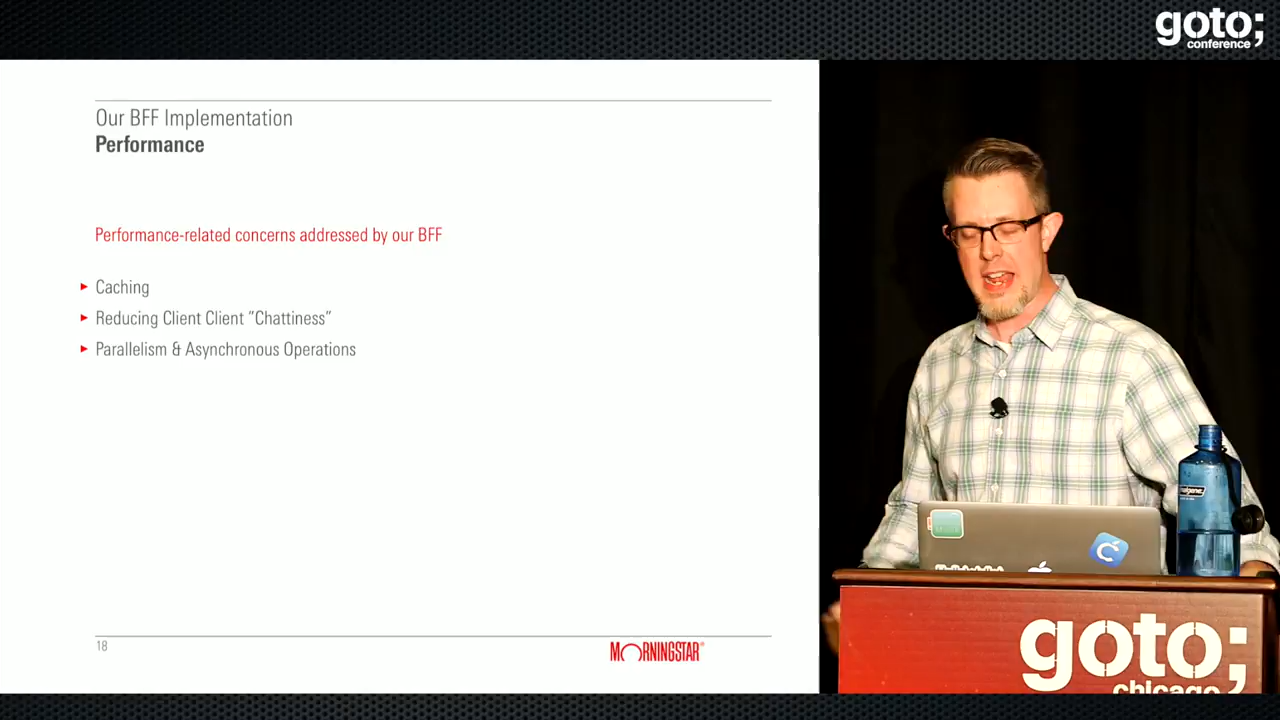 goto;
conference
Our BFF Implementation
Performance
Performance-related concerns addressed by our BFF
Caching
Reducing Client Client "Chattiness"
Parallelism & Asynchronous Operations
18
MORNINGSTAR®
nalgene
goto;
chicago